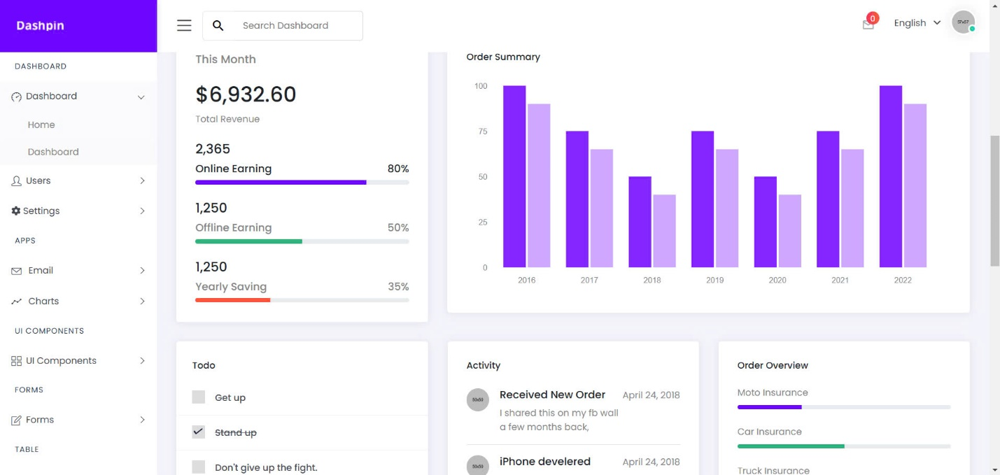 Dashpin
Search Dashboard
0
English
57x57
DASHBOARD
Dashboard
Home
Dashboard
Users
Settings
APPS
Email
Charts
UI COMPONENTS
UI Components
FORMS
Forms
TABLE
This Month
$6,932.60
Total Revenue
2,365
Online Earning 80%
1,250
Offline Earning 50%
1,250
Yearly Saving 35%
Order Summary
100
75
50
25
0
2016 2017 2018 2019 2020 2021 2022
Todo
Get up
Stand up
Don't give up the fight.
Activity
50x50
Received New Order April 24, 2018
I shared this on my fb wall
a few months back,
50x50
iPhone develered April 24, 2018
Order Overview
Moto Insurance
Car Insurance
Truck Insurance